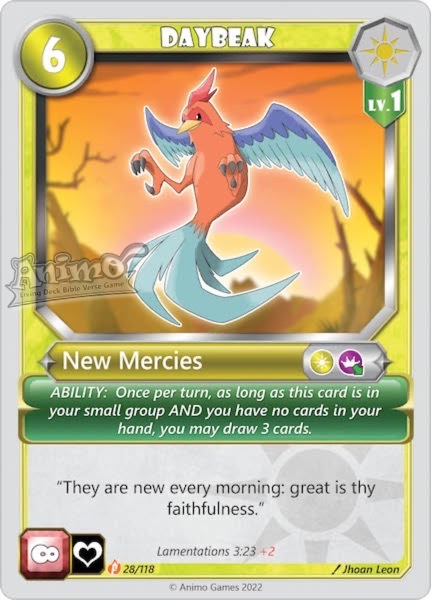 6
DAYBEAK
LV.1
Animo
Living Deck Bible Verse Game
New Mercies
ABILITY: Once per turn, as long as this card is in
your small group AND you have no cards in your
hand, you may draw 3 cards.
“They are new every morning: great is thy
faithfulness.”
Lamentations 3:23 +2
28/118
Jhoan Leon
© Animo Games 2022